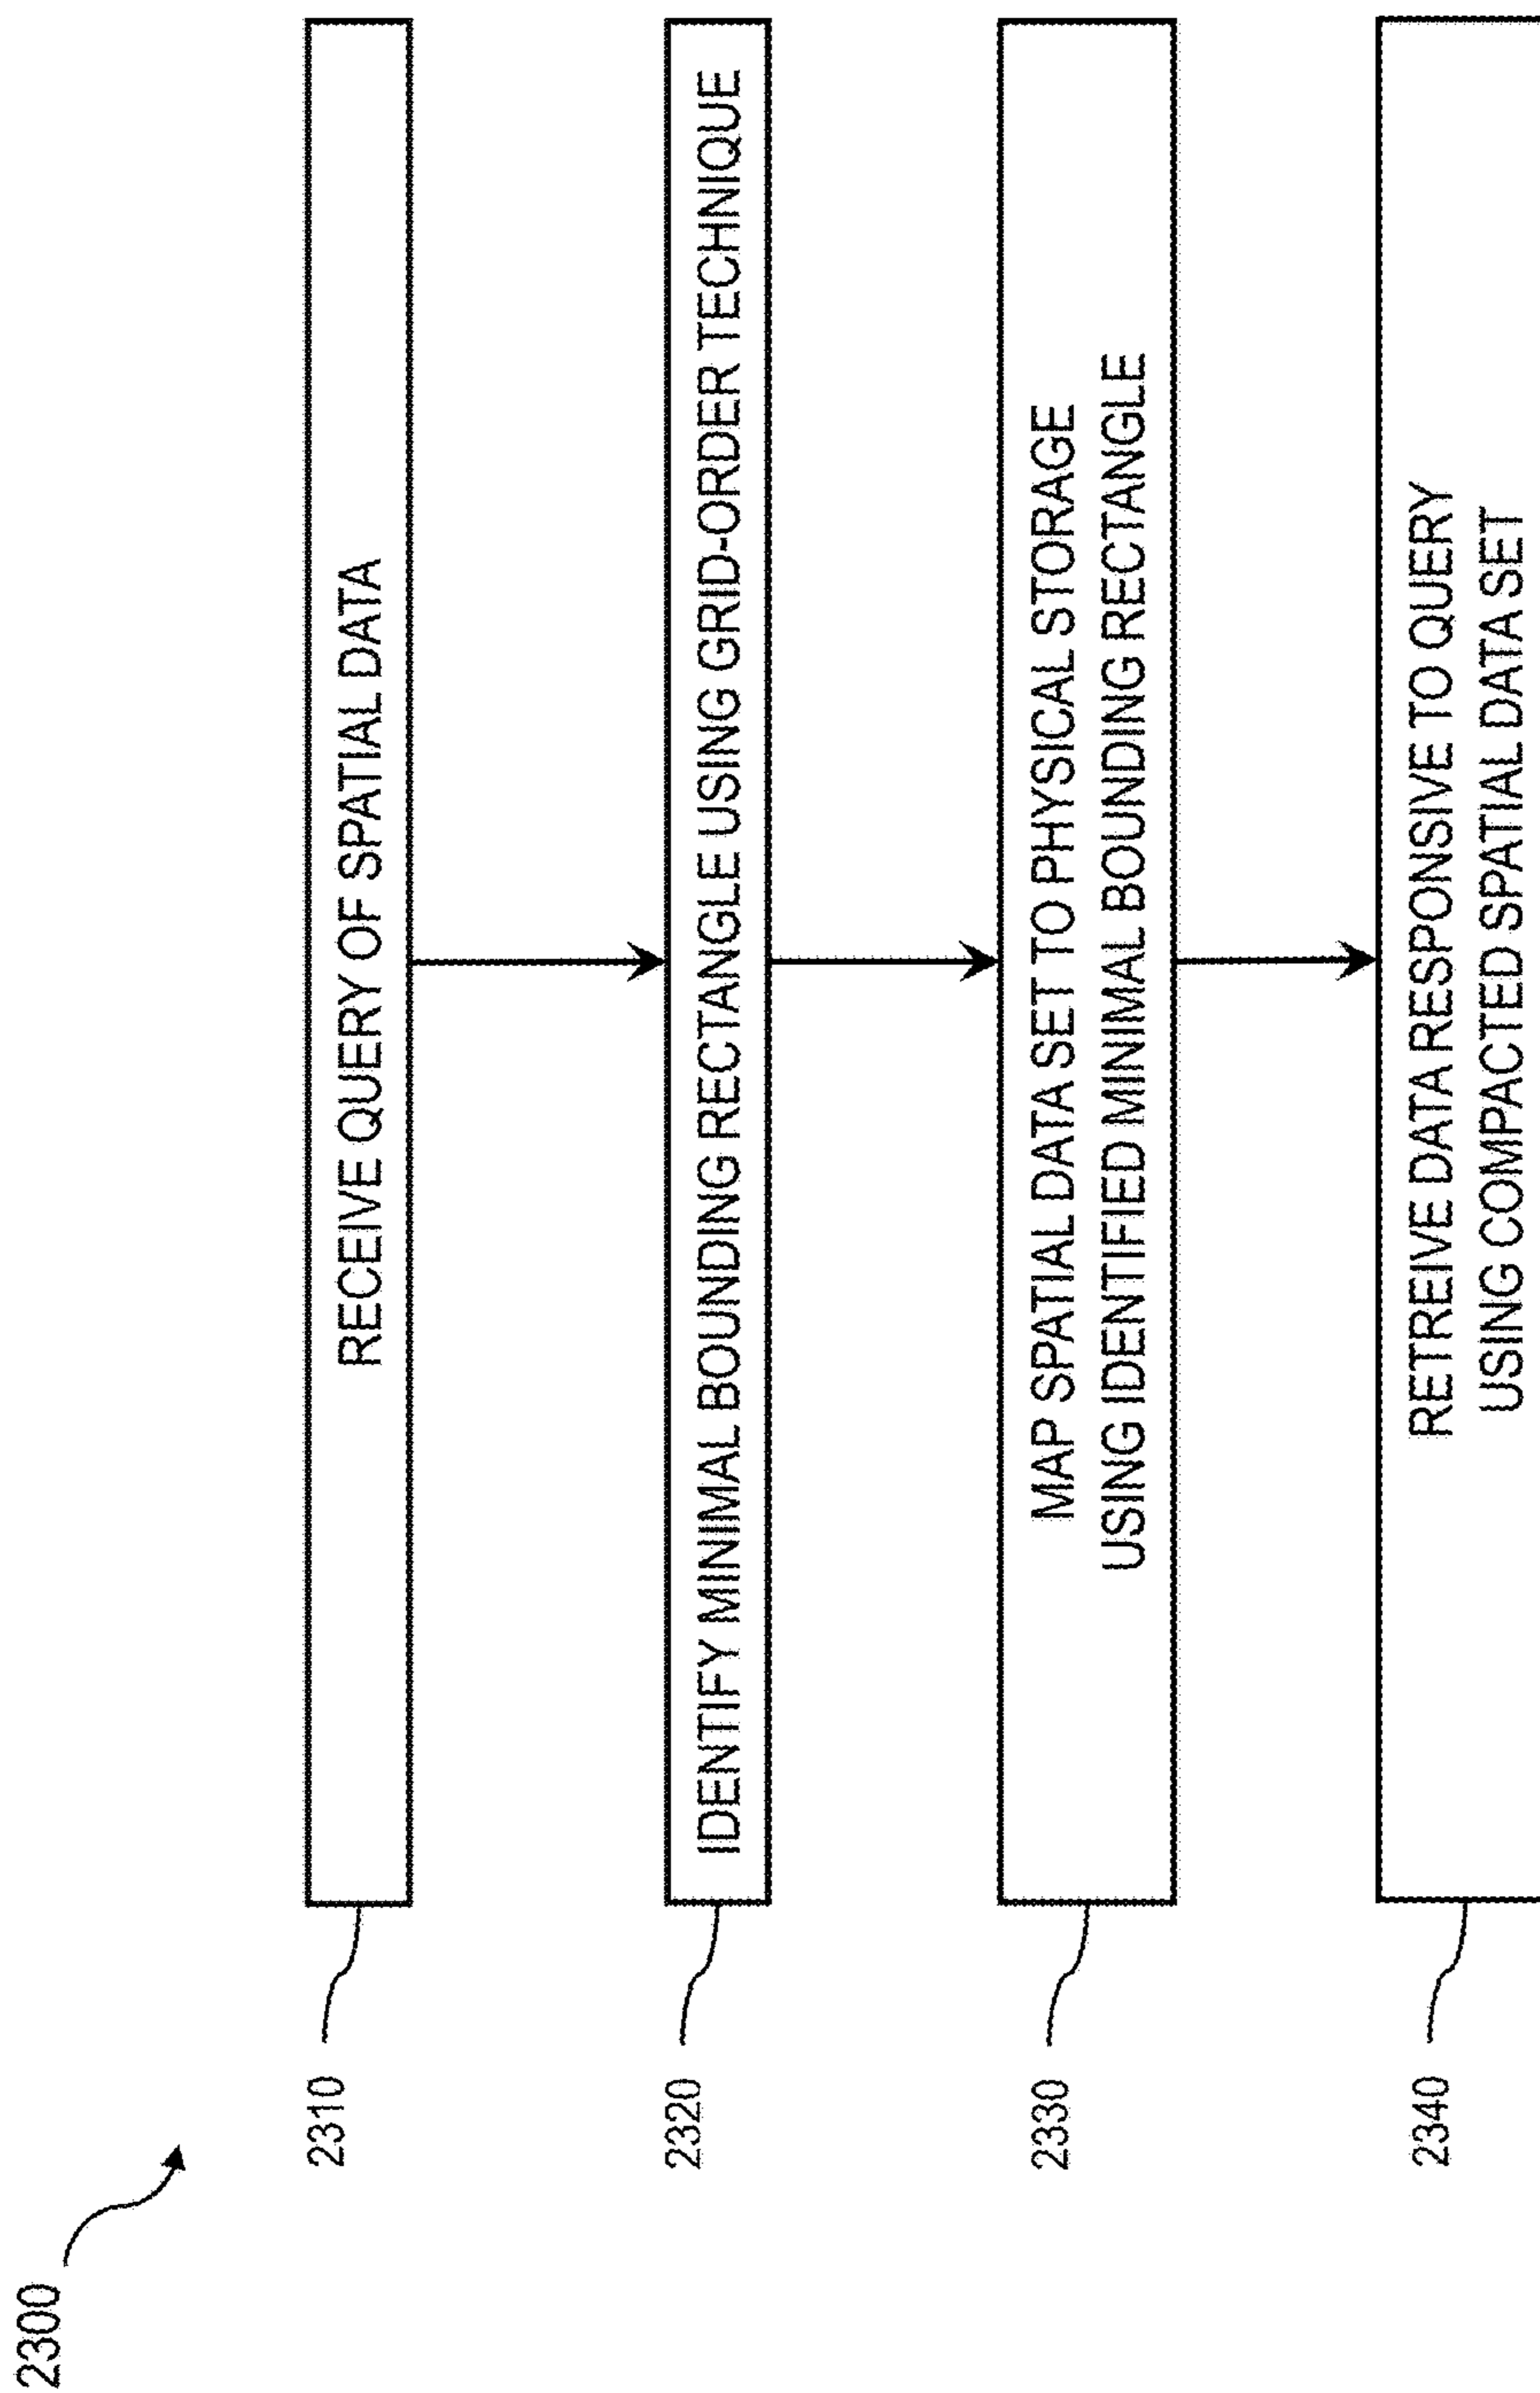 2300
2310
RECEIVE QUERY OF SPATIAL DATA
2320
IDENTIFY MINIMAL BOUNDING RECTANGLE USING GRID-ORDER TECHNIQUE
2330
MAP SPATIAL DATA SET TO PHYSICAL STORAGE
USING IDENTIFIED MINIMAL BOUNDING RECTANGLE
2340
RETREIVE DATA RESPONSIVE TO QUERY
USING COMPACTED SPATIAL DATA SET